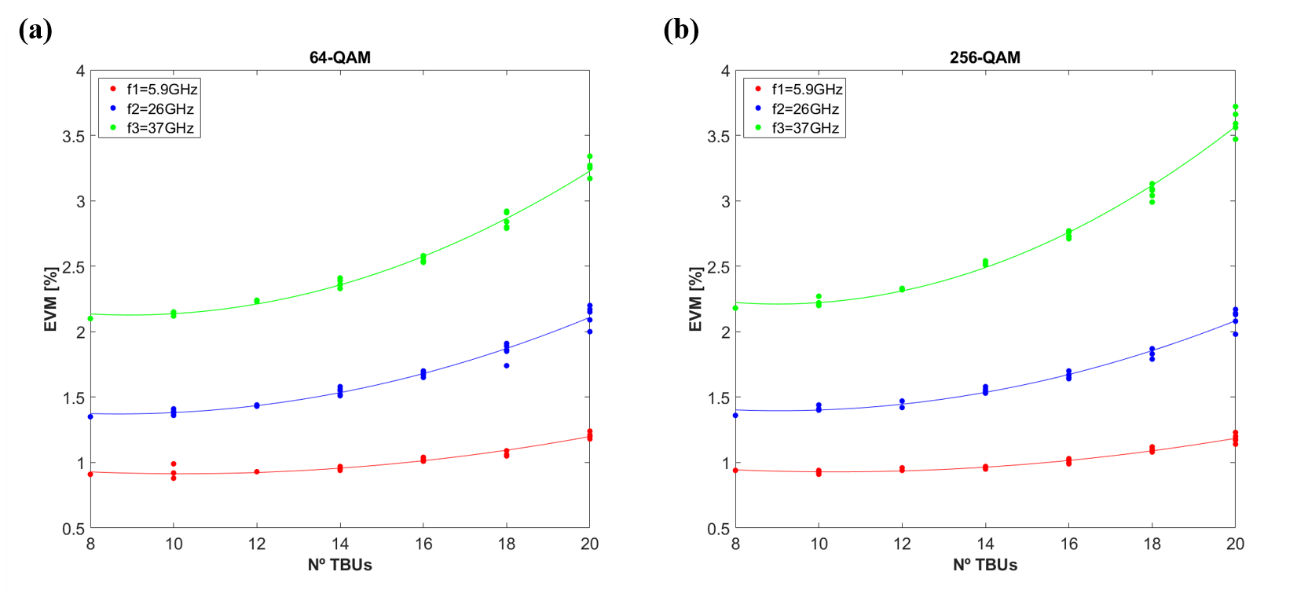 (a)
64-QAM
f1=5.9GHz
f2=26GHz
f3=37GHz
4
3.5
3
2.5
2
1.5
1
0.5
EVM [%]
8 10 12 14 16 18 20
Nº TBUs
(b)
256-QAM
f1=5.9GHz
f2=26GHz
f3=37GHz
4
3.5
3
2.5
2
1.5
1
0.5
EVM [%]
8 10 12 14 16 18 20
Nº TBUs